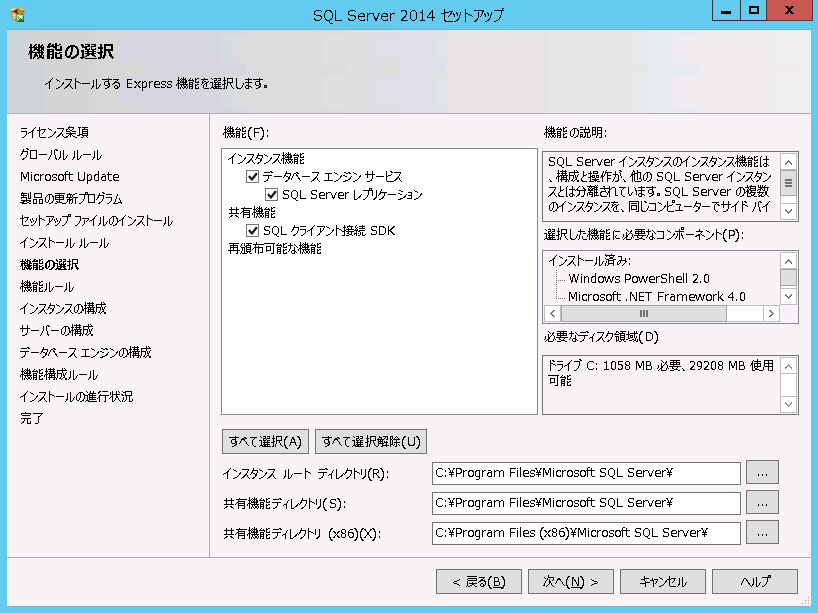 SQL Server 2014 セットアップ
機能の選択
インストールする Express 機能を選択します。
ライセンス条項
グローバル ルール
Microsoft Update
製品の更新プログラム
セットアップ ファイルのインストール
インストール ルール
機能の選択
機能ルール
インスタンスの構成
サーバーの構成
データベース エンジンの構成
機能構成ルール
インストールの進行状況
完了
機能(F):
インスタンス機能
データベース エンジン サービス
SQL Server レプリケーション
共有機能
SQL クライアント接続 SDK
再頒布可能な機能
機能の説明:
SQL Server インスタンスのインスタンス機能は
、構成と操作が、他の SQL Server インスタン
スとは分離されています。SQL Server の複数
のインスタンスを、同じコンピューターでサイド バイ
選択した機能に必要なコンポーネント(P):
インストール済み:
Windows PowerShell 2.0
Microsoft .NET Framework 4.0
必要なディスク領域(D)
ドライブ C: 1058 MB 必要、29208 MB 使用
可能
すべて選択(A)
すべて選択解除(U)
インスタンス ルート ディレクトリ(R):
C:¥Program Files¥Microsoft SQL Server¥
...
共有機能ディレクトリ(S):
C:¥Program Files¥Microsoft SQL Server¥
...
共有機能ディレクトリ (x86)(X):
C:¥Program Files (x86)¥Microsoft SQL Server¥
...
< 戻る(B)
次へ(N) >
キャンセル
ヘルプ